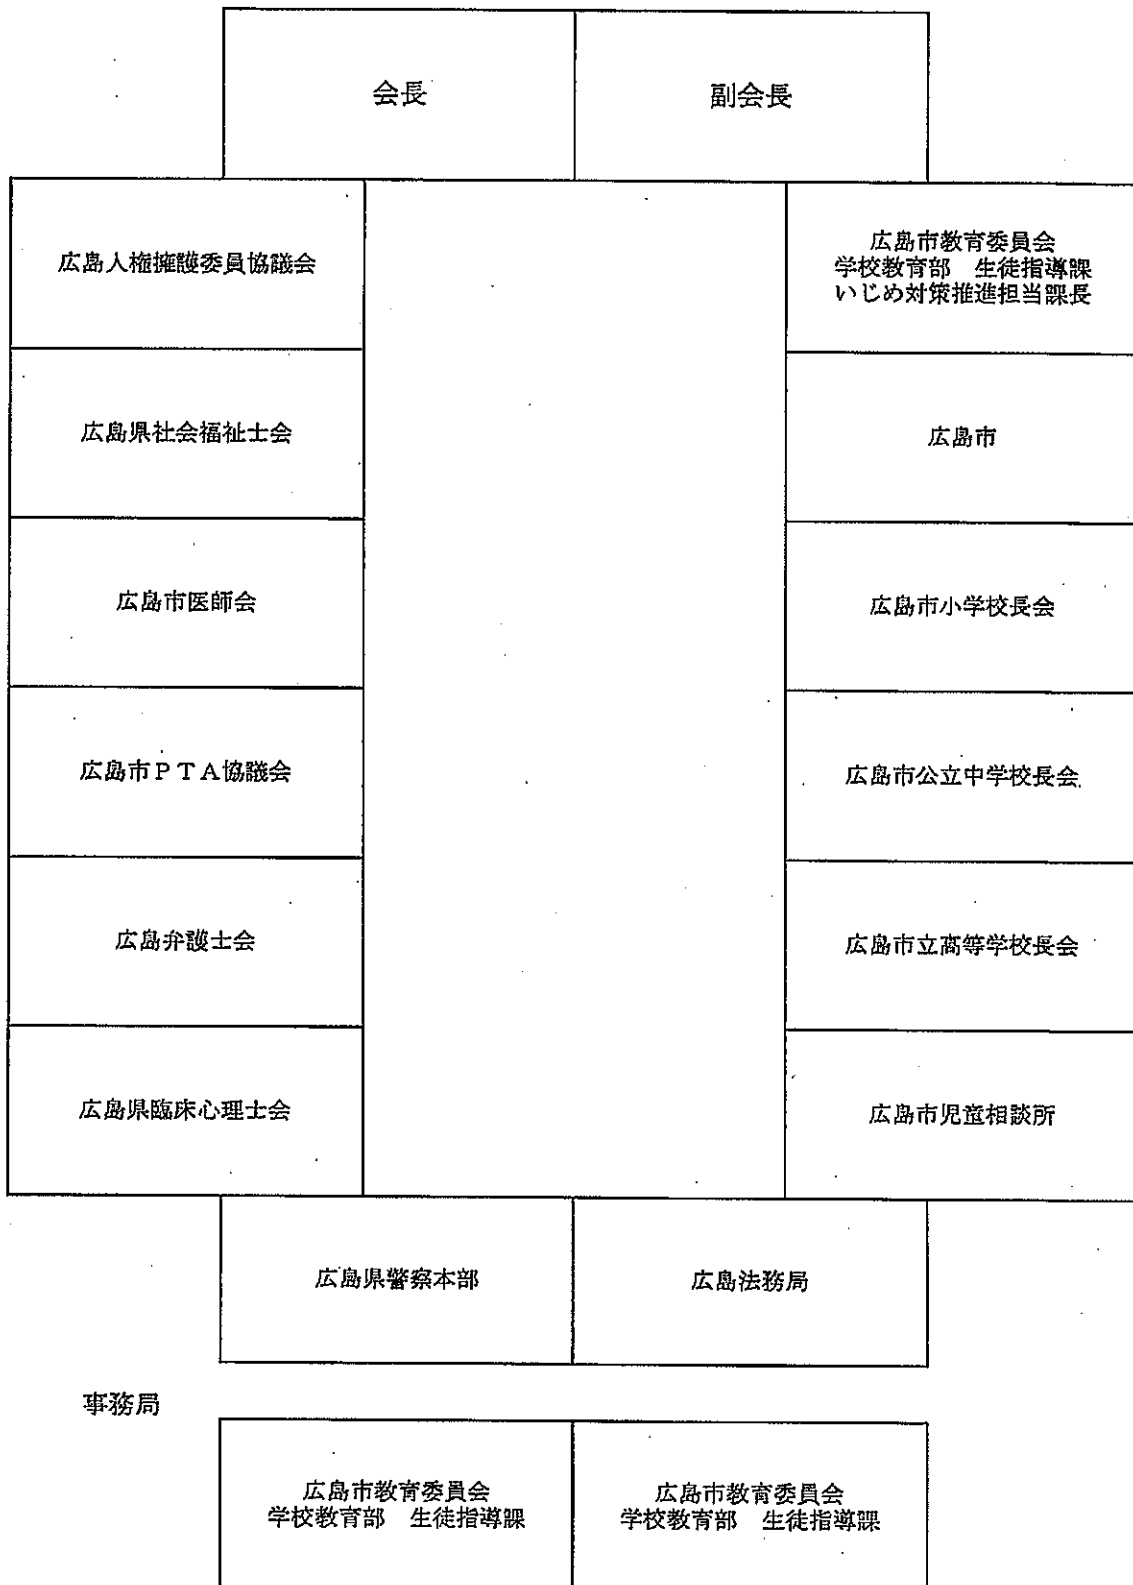 会長
副会長
広島人権擁護委員協議会
広島市教育委員会
学校教育部　生徒指導課
いじめ対策推進担当課長
広島県社会福祉士会
広島市
広島市医師会
広島市小学校長会
広島市ＰＴＡ協議会
広島市公立中学校長会
広島弁護士会
広島市立高等学校長会
広島県臨床心理士会
広島市児童相談所
広島県警察本部
広島法務局
事務局
広島市教育委員会
学校教育部　生徒指導課
広島市教育委員会
学校教育部　生徒指導課